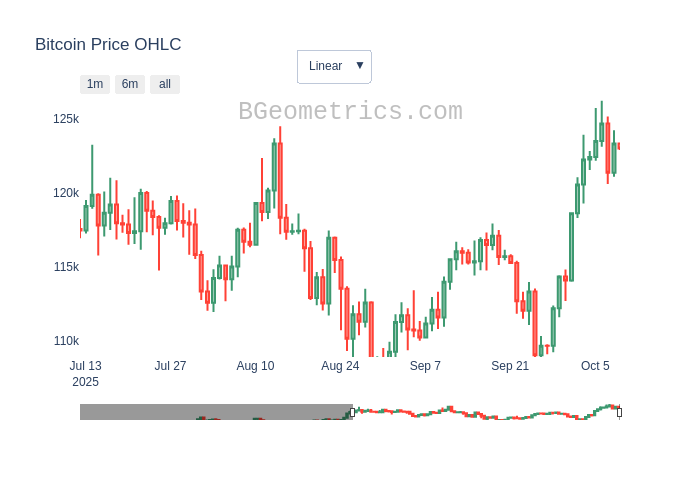 Bitcoin Price OHLC
Linear ▼
1m 6m all
BGeometrics.com
125k
120k
115k
110k
Jul 13 Jul 27 Aug 10 Aug 24 Sep 7 Sep 21 Oct 5
2025